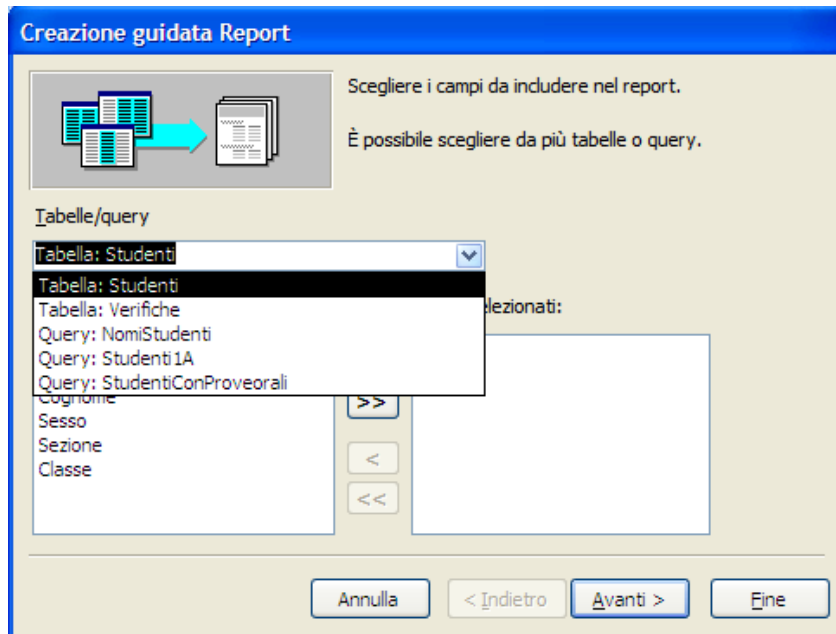 Creazione guidata Report
Scegliere i campi da includere nel report.
È possibile scegliere da più tabelle o query.
Tabelle/query
Tabella: Studenti
Tabella: Studenti
Tabella: Verifiche
Query: NomiStudenti
Query: Studenti1A
Query: StudentiConProveorali
elezionati:
Cognome
Sesso
Sezione
Classe
>>
<
<<
Annulla
< Indietro
Avanti >
Fine